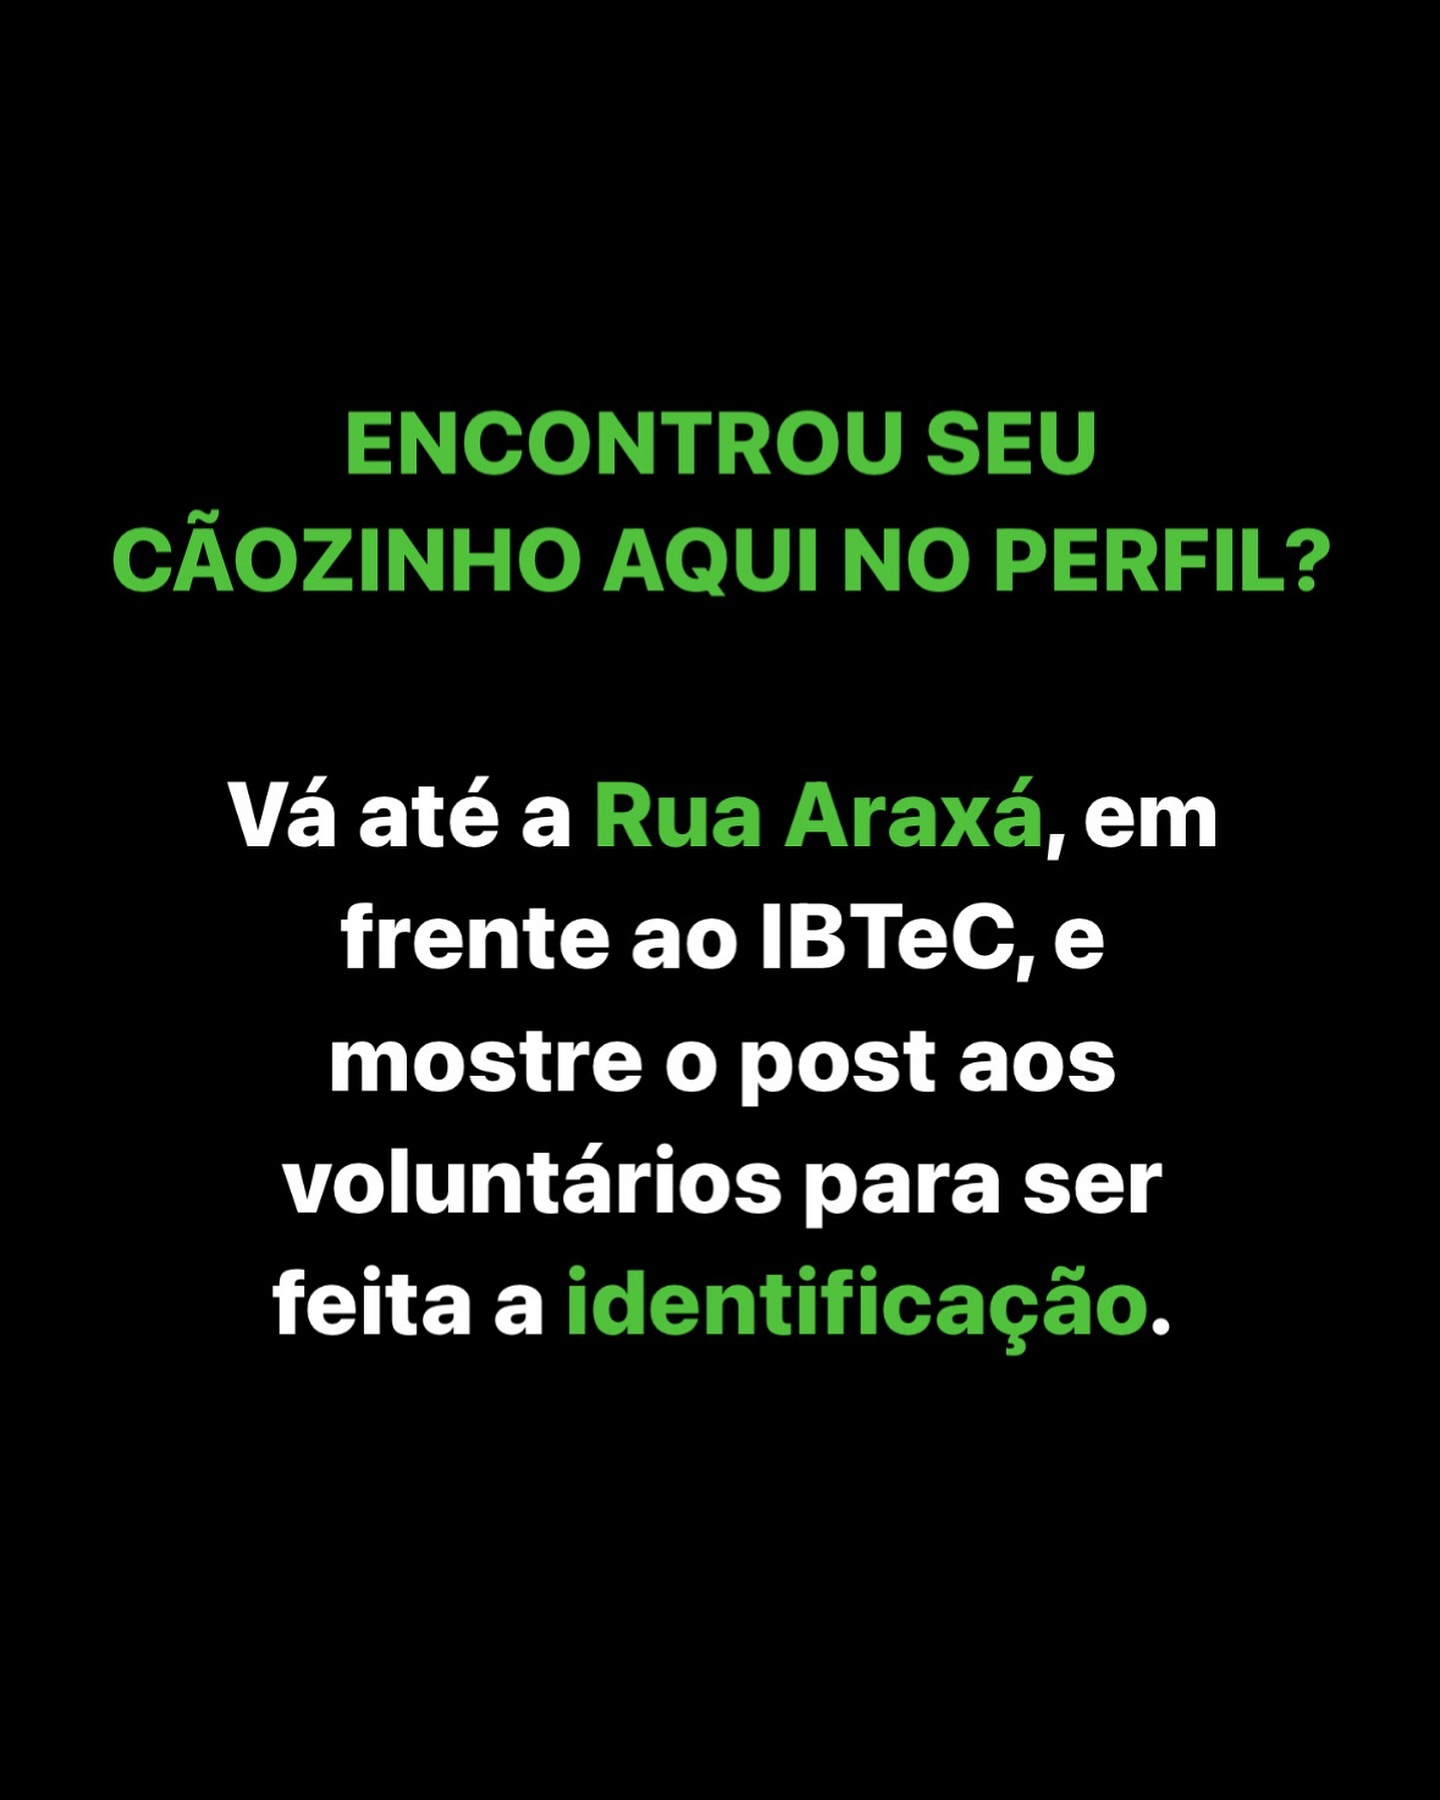 ENCONTROU SEU
CÃOZINHO AQUI NO PERFIL?
Vá até a Rua Araxá, em
frente ao IBTeC, e
mostre o post aos
voluntários para ser
feita a identificação.